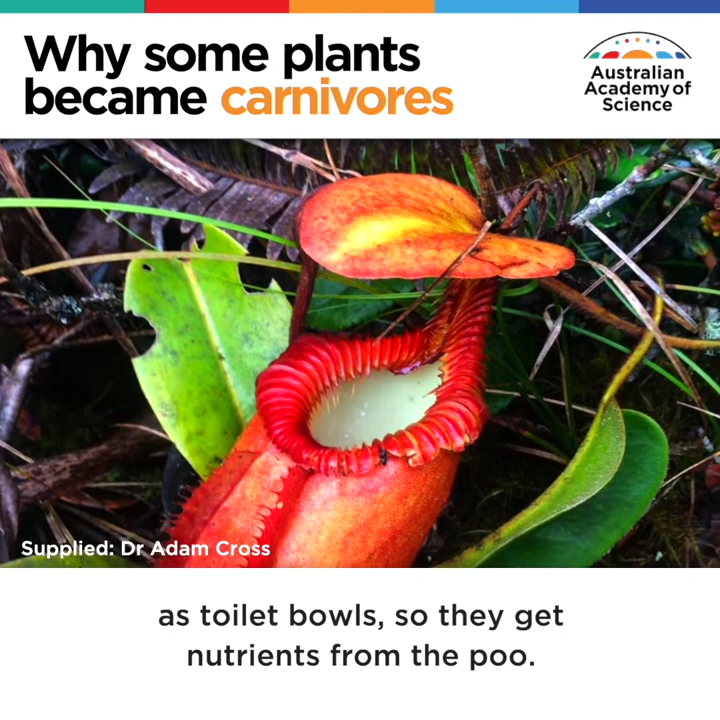 Why some plants
became carnivores
Australian
Academy of
Science
Supplied: Dr Adam Cross
as toilet bowls, so they get
nutrients from the poo.